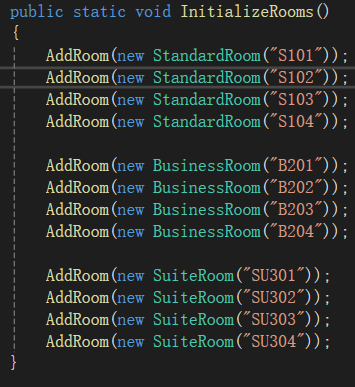 public static void InitializeRooms()
{
    AddRoom(new StandardRoom("S101"));
    AddRoom(new StandardRoom("S102"));
    AddRoom(new StandardRoom("S103"));
    AddRoom(new StandardRoom("S104"));

    AddRoom(new BusinessRoom("B201"));
    AddRoom(new BusinessRoom("B202"));
    AddRoom(new BusinessRoom("B203"));
    AddRoom(new BusinessRoom("B204"));

    AddRoom(new SuiteRoom("SU301"));
    AddRoom(new SuiteRoom("SU302"));
    AddRoom(new SuiteRoom("SU303"));
    AddRoom(new SuiteRoom("SU304"));
}